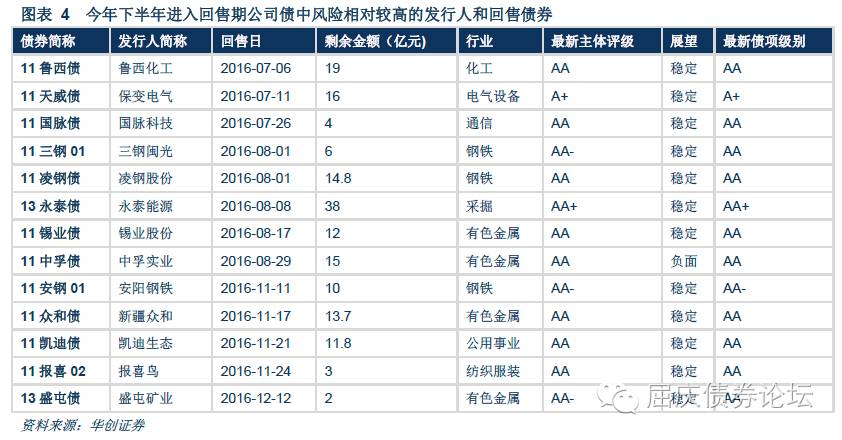 图表 4 今年下半年进入回售期公司债中风险相对较高的发行人和回售债券
债券简称 发行人简称 回售日 剩余金额（亿元) 行业 最新主体评级 展望 最新债项级别
11 鲁西债 鲁西化工 2016-07-06 19 化工 AA 稳定 AA
11 天威债 保变电气 2016-07-11 16 电气设备 A+ 稳定 A+
11 国脉债 国脉科技 2016-07-26 4 通信 AA 稳定 AA
11 三钢 01 三钢闽光 2016-08-01 6 钢铁 AA- 稳定 AA
11 凌钢债 凌钢股份 2016-08-01 14.8 钢铁 AA 稳定 AA
13 永泰债 永泰能源 2016-08-08 38 采掘 AA+ 稳定 AA+
11 锡业债 锡业股份 2016-08-17 12 有色金属 AA 稳定 AA
11 中孚债 中孚实业 2016-08-29 15 有色金属 AA 负面 AA
11 安钢 01 安阳钢铁 2016-11-11 10 钢铁 AA- 稳定 AA-
11 众和债 新疆众和 2016-11-17 13.7 有色金属 AA 稳定 AA
11 凯迪债 凯迪生态 2016-11-21 11.8 公用事业 AA 稳定 AA
11 报喜 02 报喜鸟 2016-11-24 3 纺织服装 AA 稳定 AA
13 盛屯债 盛屯矿业 2016-12-12 2 有色金属 AA- 稳定 AA
屈庆债券论坛
资料来源：华创证券